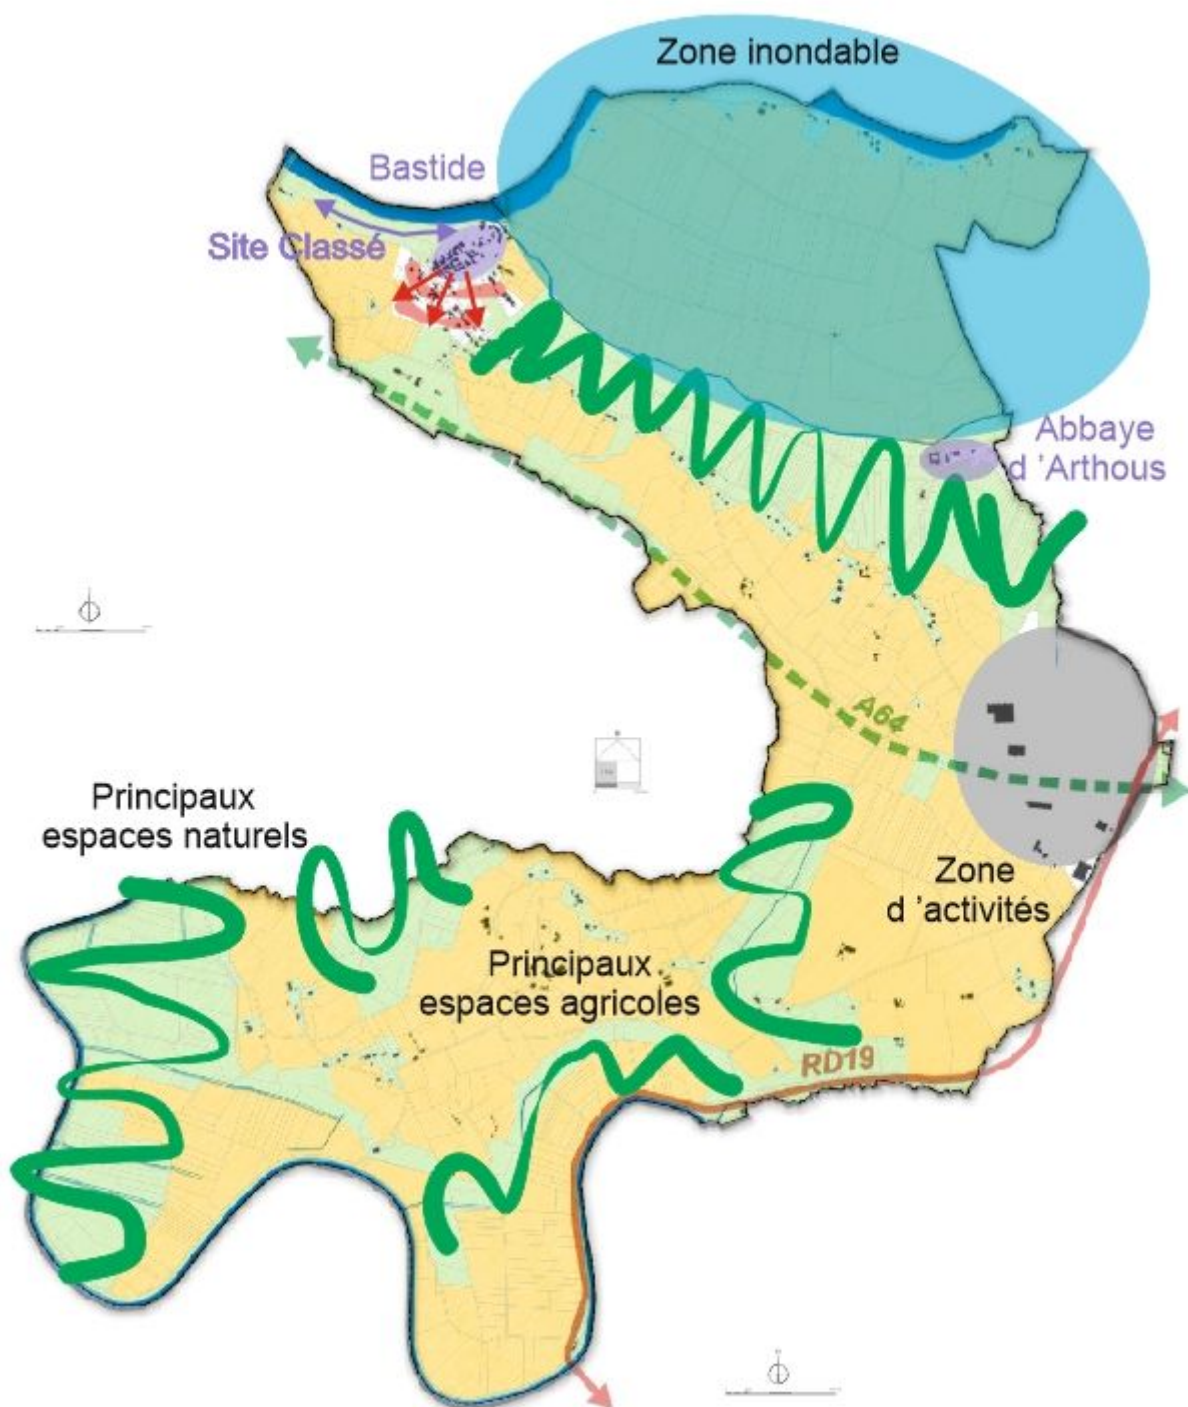 Zone inondable
Bastide
Site Classé
Abbaye
d 'Arthous
A64
Principaux
espaces naturels
Zone
d 'activités
Principaux
espaces agricoles
RD19